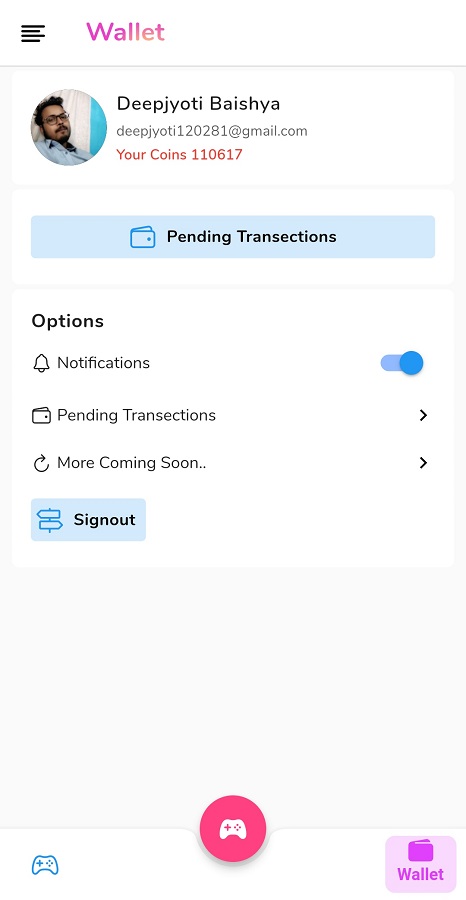 Wallet
Deepjyoti Baishya
deepjyoti120281@gmail.com
Your Coins 110617
Pending Transections
Options
Notifications
Pending Transections
More Coming Soon..
Signout
Wallet